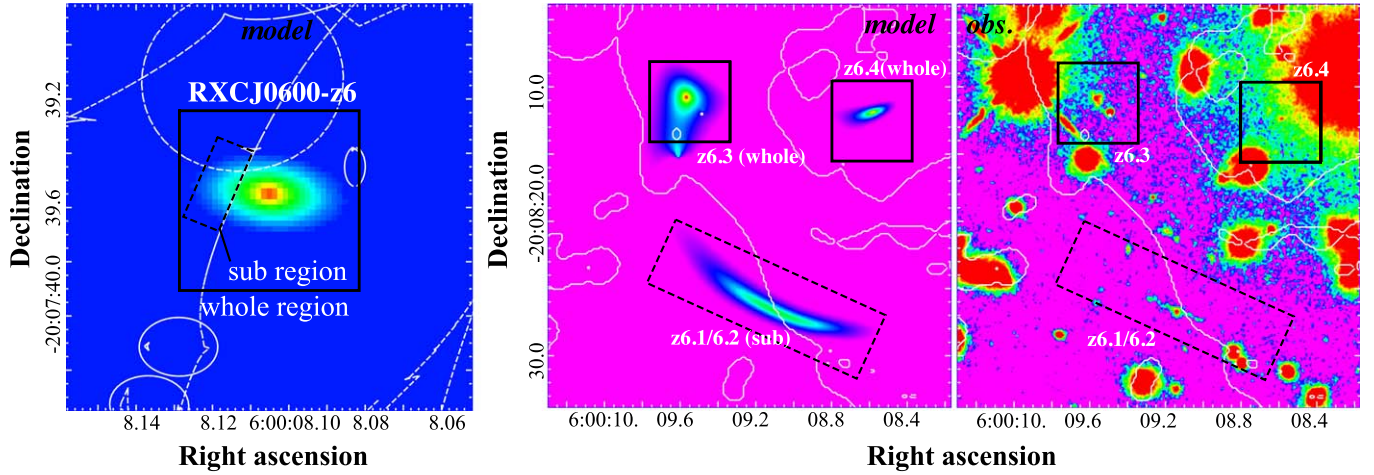 model
RXCJ0600-z6
sub region
whole region
Declination
39.2
39.6
-20:07:40.0
8.14
8.12
6:00:08.10
8.08
8.06
Right ascension
model
z6.4(whole)
z6.3 (whole)
z6.1/6.2 (sub)
Declination
10.0
-20:08:20.0
30.0
6:00:10.
09.6
09.2
08.8
08.4
obs.
z6.4
z6.3
z6.1/6.2
6:00:10.
09.6
09.2
08.8
08.4
Right ascension